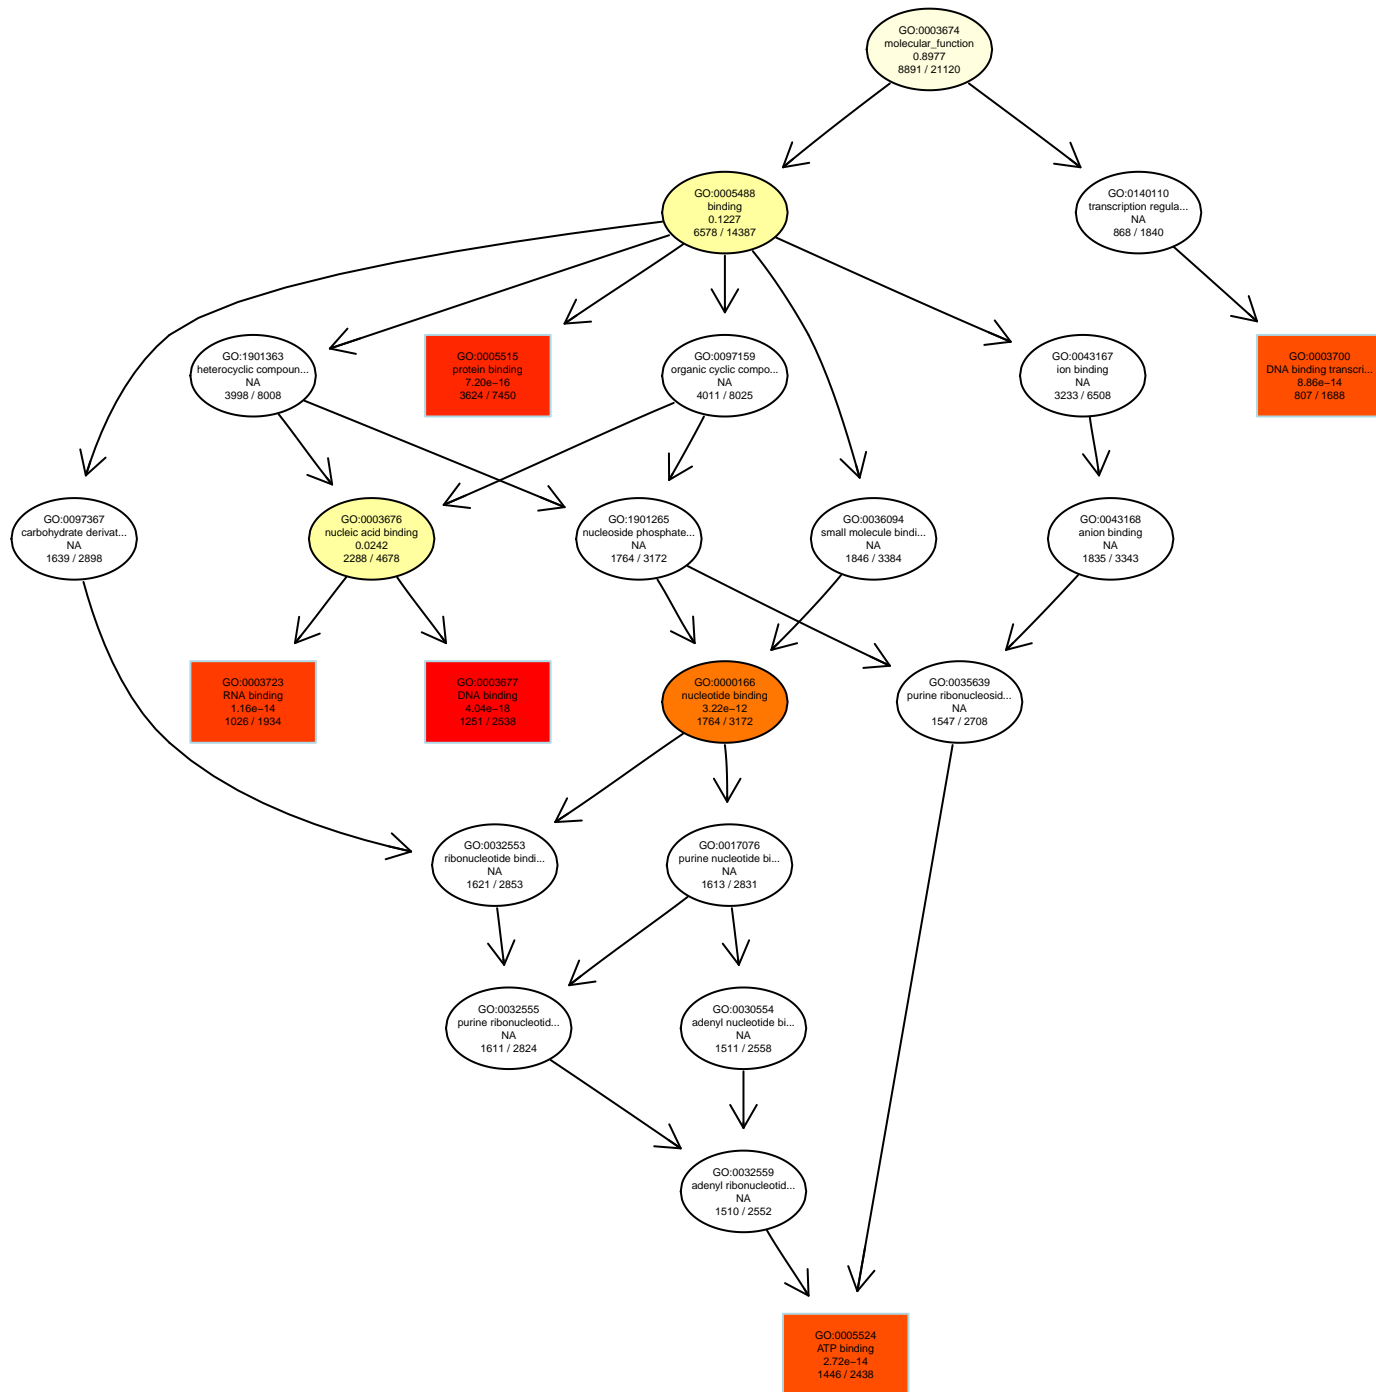 GO:0003674
molecular_function
0.8977
8891 / 21120
GO:0005488
binding
0.1227
6578 / 14387
GO:0140110
transcription regula...
NA
868 / 1840
GO:1901363
heterocyclic compoun...
NA
3998 / 8008
GO:0005515
protein binding
7.20e−16
3624 / 7450
GO:0097159
organic cyclic compo...
NA
4011 / 8025
GO:0043167
ion binding
NA
3233 / 6508
GO:0003700
DNA binding transcri...
8.86e−14
807 / 1688
GO:0097367
carbohydrate derivat...
NA
1639 / 2898
GO:0003676
nucleic acid binding
0.0242
2288 / 4678
GO:1901265
nucleoside phosphate...
NA
1764 / 3172
GO:0036094
small molecule bindi...
NA
1846 / 3384
GO:0043168
anion binding
NA
1835 / 3343
GO:0003723
RNA binding
1.16e−14
1026 / 1934
GO:0003677
DNA binding
4.04e−18
1251 / 2538
GO:0000166
nucleotide binding
3.22e−12
1764 / 3172
GO:0035639
purine ribonucleosid...
NA
1547 / 2708
GO:0032553
ribonucleotide bindi...
NA
1621 / 2853
GO:0017076
purine nucleotide bi...
NA
1613 / 2831
GO:0032555
purine ribonucleotid...
NA
1611 / 2824
GO:0030554
adenyl nucleotide bi...
NA
1511 / 2558
GO:0032559
adenyl ribonucleotid...
NA
1510 / 2552
GO:0005524
ATP binding
2.72e−14
1446 / 2438